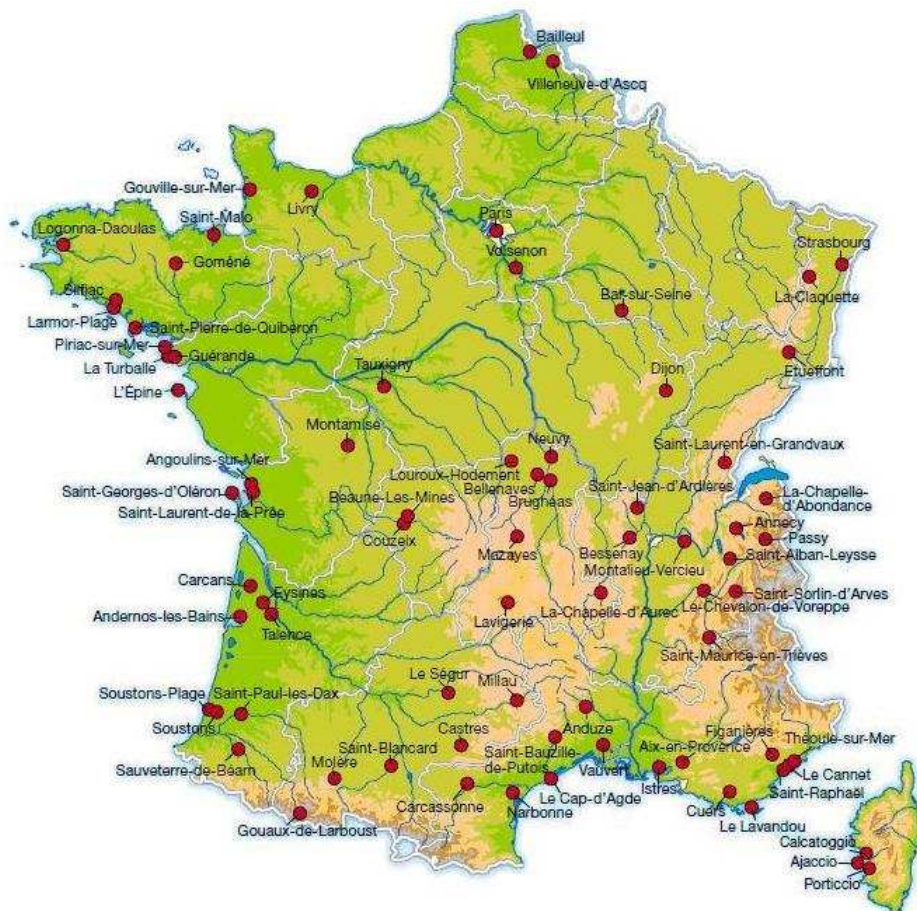 Bailleul
Villeneuve-d'Ascq
Gouville-sur-Mer
Livry
Saint-Malo
Paris
Logonna-Daoulas
Voisenon
Strasbourg
Goméné
La-Claquette
Bar-sur-Seine
Larmor-Plage
Saint-Pierre-de-Quiberon
Piriac-sur-Mer
Guérande
La Turballe
Tauxigny
Dijon
Etueffont
L'Épine
Montamisé
Neuvy
Saint-Laurent-en-Grandvaux
Angoulins-sur-Mer
Louroux-Hodement
Bellenaves
Saint-Jean-d'Ardières
Saint-Georges-d'Oléron
Beaune-Les-Mines
Brugheas
La-Chapelle-
d'Abondance
Saint-Laurent-de-la-Prée
Annecy
Couzeix
Mazayes
Bessenay
Passy
Saint-Alban-Leysse
Montalieu-Vercieu
Carcans
Eysines
Saint-Sorlin-d'Arves
Le-Chevalon-de-Voreppe
La-Chapelle-d'Aurec
Andernos-les-Bains
Lavigerie
Talence
Saint-Maurice-en-Trièves
Le Ségur
Millau
Soustons-Plage
Saint-Paul-les-Dax
Soustons
Castres
Anduze
Figanières
Théoule-sur-Mer
Saint-Blancard
Saint-Bauzille-
de-Putois
Aix-en-Provence
Sauveterre-de-Béarn
Molère
Vauvert
Istres
Le Cannet
Saint-Raphaël
Carcassonne
Le Cap-d'Agde
Narbonne
Cuers
Le Lavandou
Gouaux-de-Larboust
Calcatoggio
Ajaccio
Porticcio